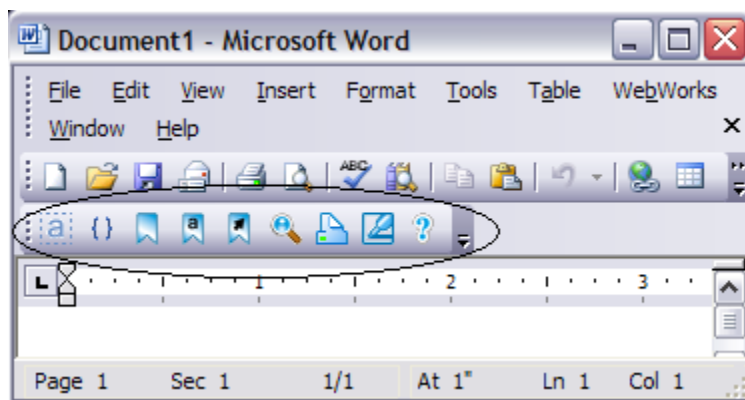 Document1 - Microsoft Word
File Edit View Insert Format Tools Table WebWorks
Window Help
ABC
a {} a ?
L 1 2 3
Page 1 Sec 1 1/1 At 1" Ln 1 Col 1